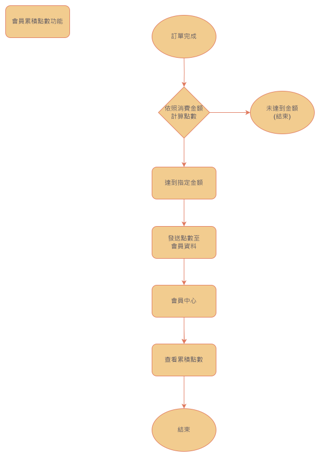 會員累積點數功能
訂單完成
依照消費金額
計算點數
未達到金額
(結束)
達到指定金額
發送點數至
會員資料
會員中心
查看累積點數
結束